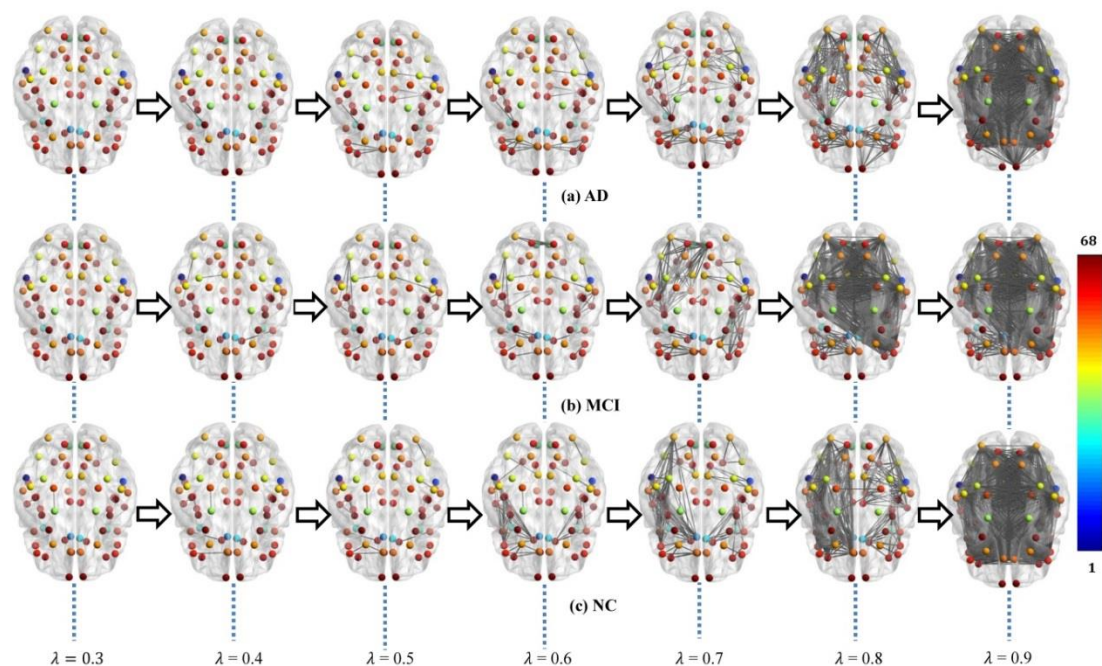 (a) AD
(b) MCI
68
1
(c) NC
λ = 0.3 λ = 0.4 λ = 0.5 λ = 0.6 λ = 0.7 λ = 0.8 λ = 0.9